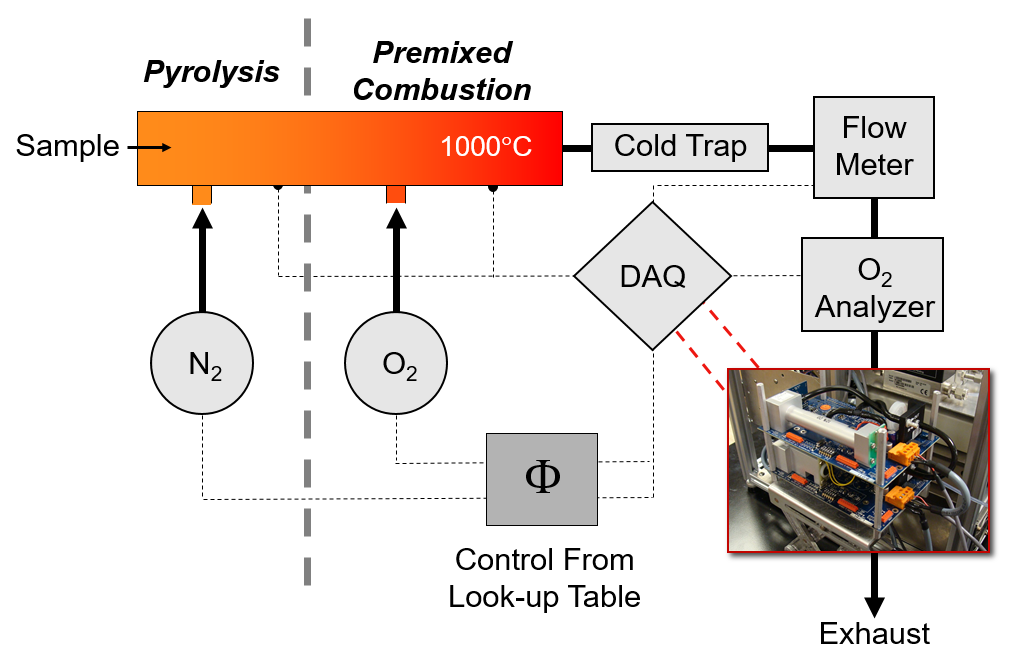 Pyrolysis
Premixed
Combustion
Sample
1000°C
Cold Trap
Flow
Meter
DAQ
O₂
Analyzer
N₂
O₂
Φ
Control From
Look-up Table
Exhaust